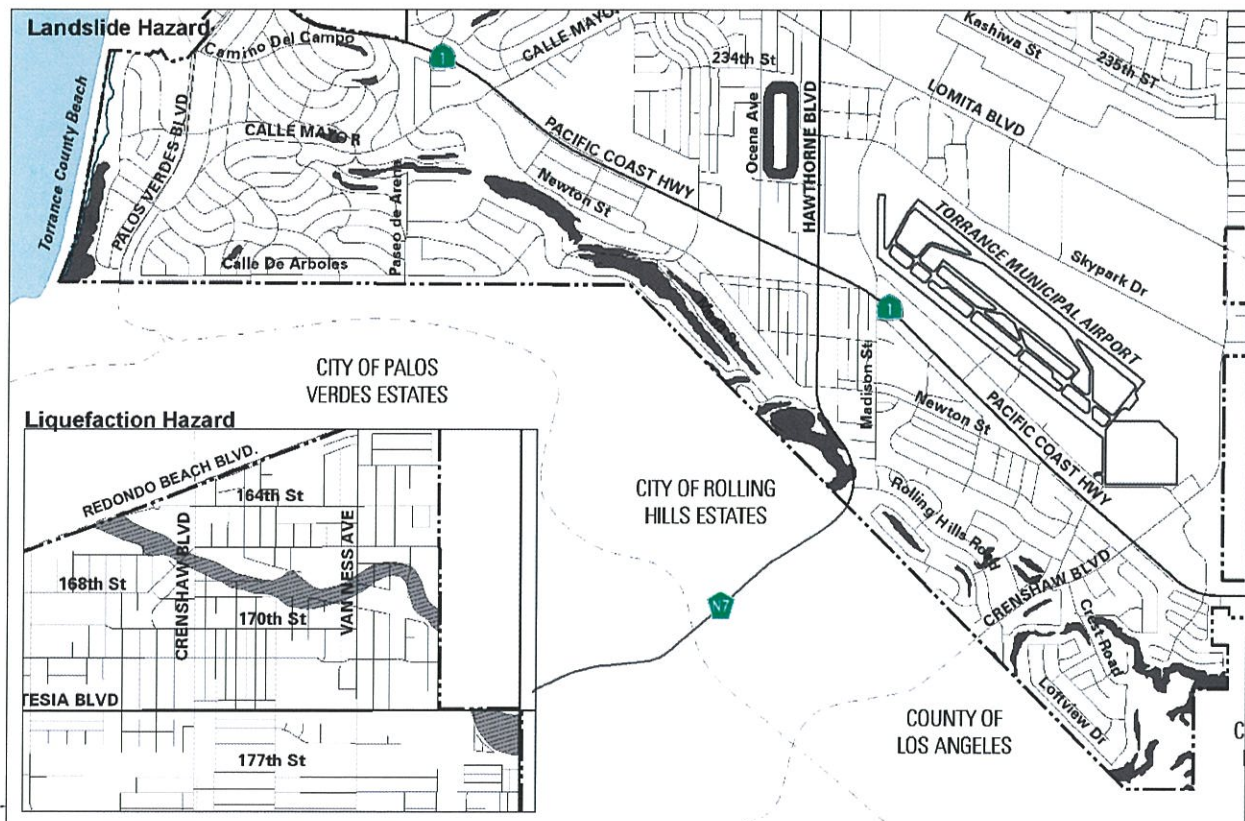 Landslide Hazard
Camino Del Campo
1
CALLE MAYOR
234th St
Kashiwa St
235th ST
LOMITA BLVD
Torrance County Beach
PALOS VERDES BLVD
CALLE MAYOR
Paseo de Arena
Calle De Arboles
PACIFIC COAST HWY
Newton St
Ocena Ave
HAWTHORNE BLVD
TORRANCE MUNICIPAL AIRPORT
Skypark Dr
1
Madison St
Newton St
PACIFIC COAST HWY
CITY OF PALOS
VERDES ESTATES
CITY OF ROLLING
HILLS ESTATES
Rolling Hills Road
CRENSHAW BLVD
Crest Road
Loftview Dr
N7
COUNTY OF
LOS ANGELES
C
Liquefaction Hazard
REDONDO BEACH BLVD.
164th St
CRENSHAW BLVD
VAN NESS AVE
168th St
170th St
TESIA BLVD
177th St